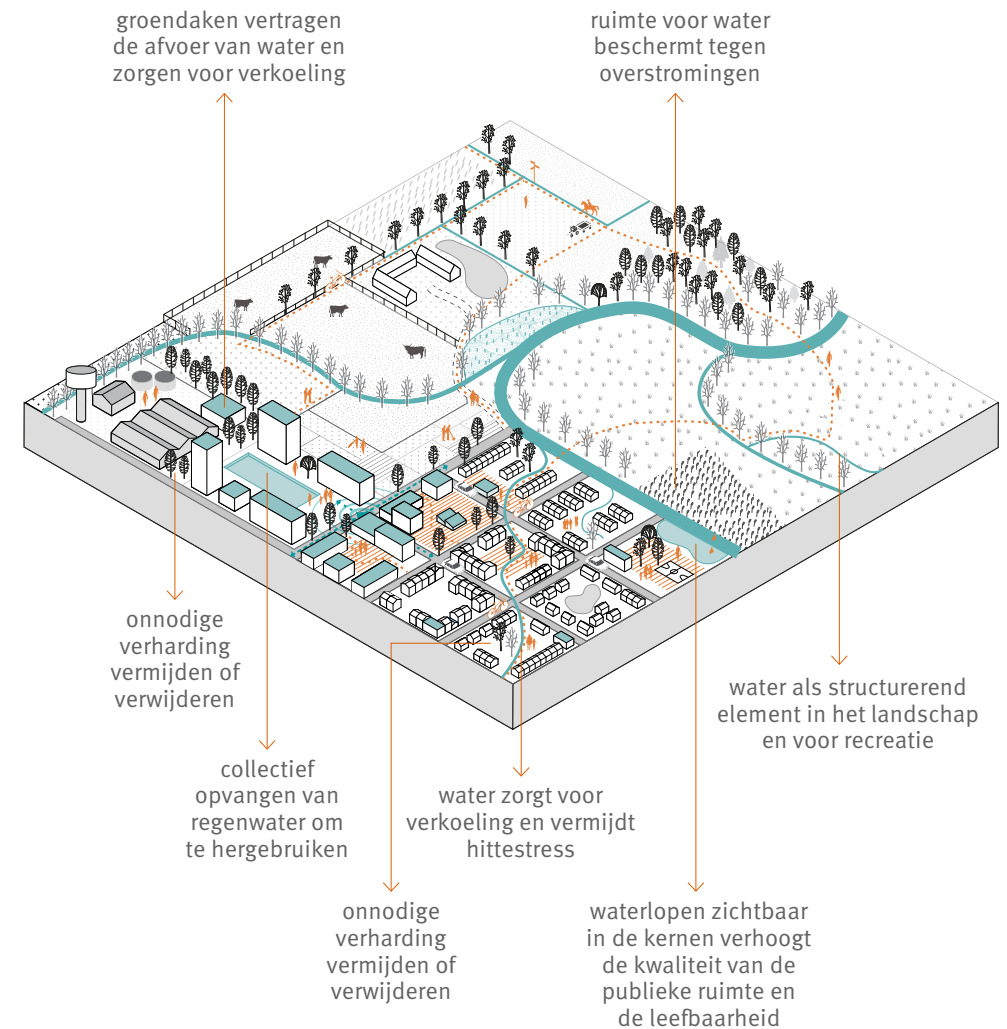 groendaken vertragen
de afvoer van water en
zorgen voor verkoeling
ruimte voor water
beschermt tegen
overstromingen
onnodige
verharding
vermijden of
verwijderen
water als structurerend
element in het landschap
en voor recreatie
collectief
opvangen van
regenwater om
te hergebruiken
water zorgt voor
verkoeling en vermijdt
hittestress
onnodige
verharding
vermijden of
verwijderen
waterlopen zichtbaar
in de kernen verhoogt
de kwaliteit van de
publieke ruimte en
de leefbaarheid